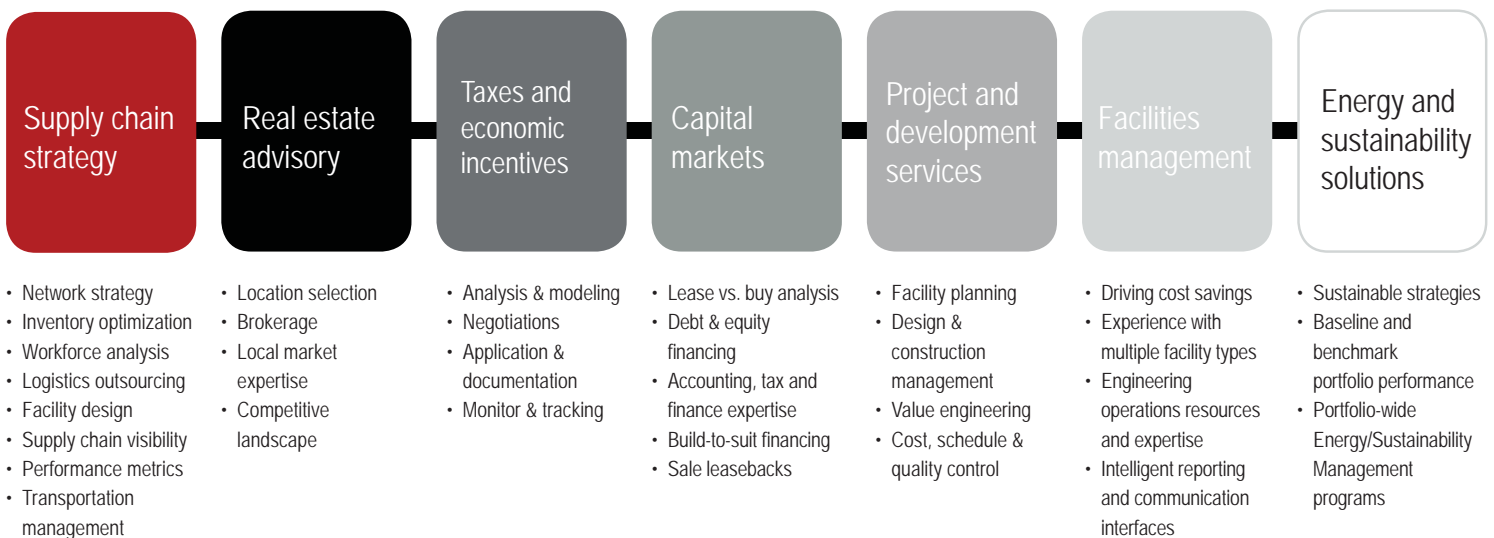 Supply chain
strategy
Real estate
advisory
Taxes and
economic
incentives
Capital
markets
Project and
development
services
Facilities
management
Energy and
sustainability
solutions
• Network strategy
• Inventory optimization
• Workforce analysis
• Logistics outsourcing
• Facility design
• Supply chain visibility
• Performance metrics
• Transportation
management
• Location selection
• Brokerage
• Local market
expertise
• Competitive
landscape
• Analysis & modeling
• Negotiations
• Application &
documentation
• Monitor & tracking
• Lease vs. buy analysis
• Debt & equity
financing
• Accounting, tax and
finance expertise
• Build-to-suit financing
• Sale leasebacks
• Facility planning
• Design &
construction
management
• Value engineering
• Cost, schedule &
quality control
• Driving cost savings
• Experience with
multiple facility types
• Engineering
operations resources
and expertise
• Intelligent reporting
and communication
interfaces
• Sustainable strategies
• Baseline and
benchmark
portfolio performance
• Portfolio-wide
Energy/Sustainability
Management
programs